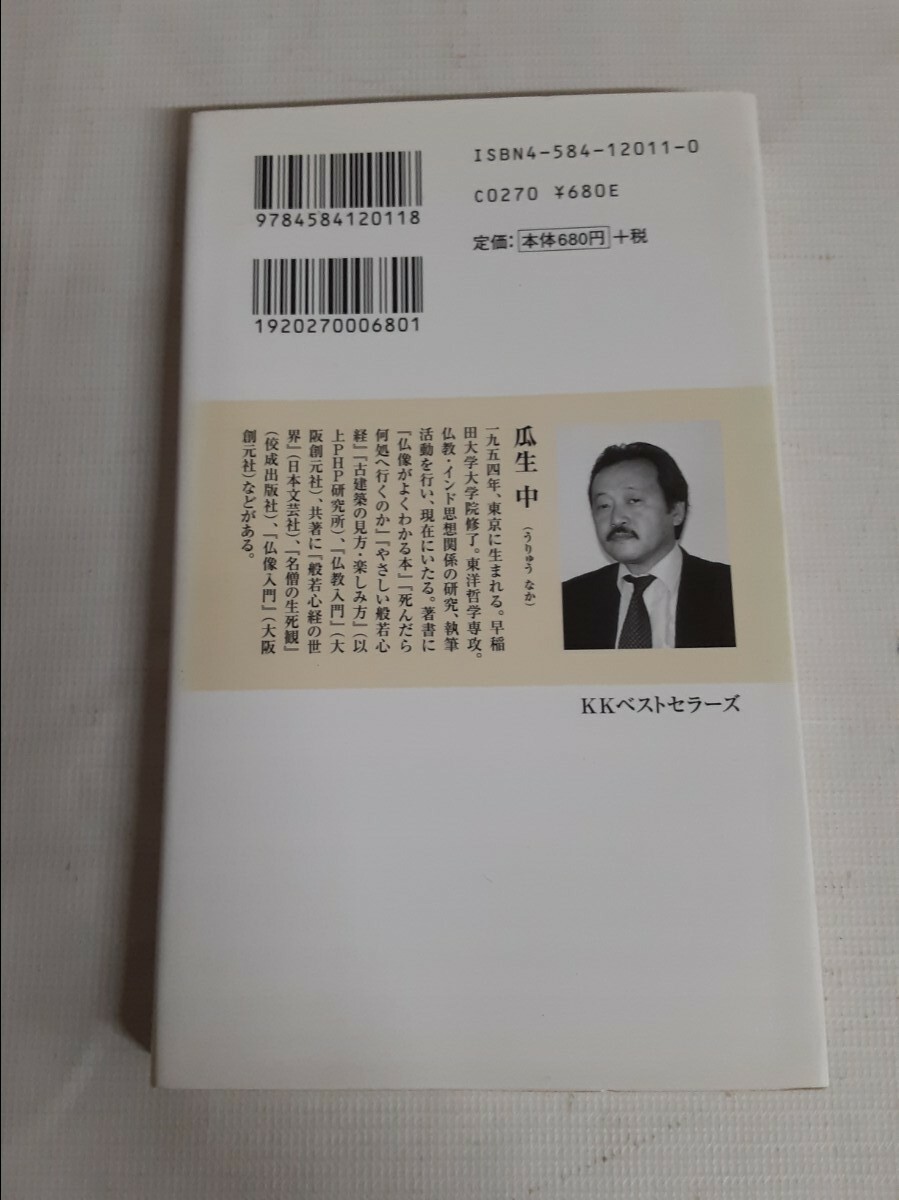 ISBN4-584-12011-0
C0270 ¥680E
定価：本体680円＋税
9784584120118
1920270006801
瓜生 中 （うりゅう なか）
一九五四年、東京に生まれる。早稲
田大学大学院修了。東洋哲学専攻。
仏教・インド思想関係の研究、執筆
活動を行い、現在にいたる。著書に
『仏像がよくわかる本』『死んだら
何処へ行くのか』『やさしい般若心
経』『古建築の見方・楽しみ方』（以
上PHP研究所）、『仏教入門』（大
阪創元社）、共著に『般若心経の世
界』（日本文芸社）、『名僧の生死観』
（佼成出版社）、『仏像入門』（大阪
創元社）などがある。
KKベストセラーズ